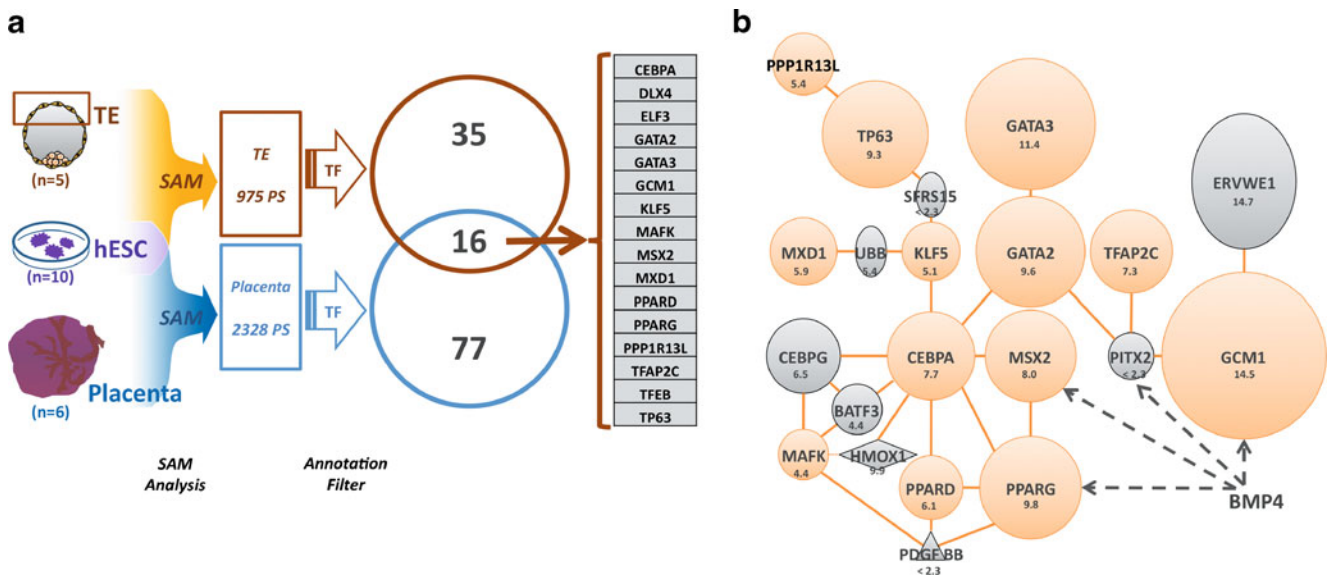 a
TE
(n=5)
hESC
(n=10)
Placenta
(n=6)
SAM
SAM
TE
975 PS
Placenta
2328 PS
TF
TF
35
16
77
CEBPA
DLX4
ELF3
GATA2
GATA3
GCM1
KLF5
MAFK
MSX2
MXD1
PPARD
PPARG
PPP1R13L
TFAP2C
TFEB
TP63
SAM
Analysis
Annotation
Filter
b
PPP1R13L
5.4
TP63
9.3
GATA3
11.4
ERVWE1
14.7
SFRS15
< 2.3
MXD1
5.9
UBB
5.4
KLF5
5.1
GATA2
9.6
TFAP2C
7.3
CEBPG
6.5
CEBPA
7.7
MSX2
8.0
PITX2
< 2.3
GCM1
14.5
BATF3
4.4
MAFK
4.4
HMOX1
9.9
PPARD
6.1
PPARG
9.8
BMP4
PDGF BB
< 2.3